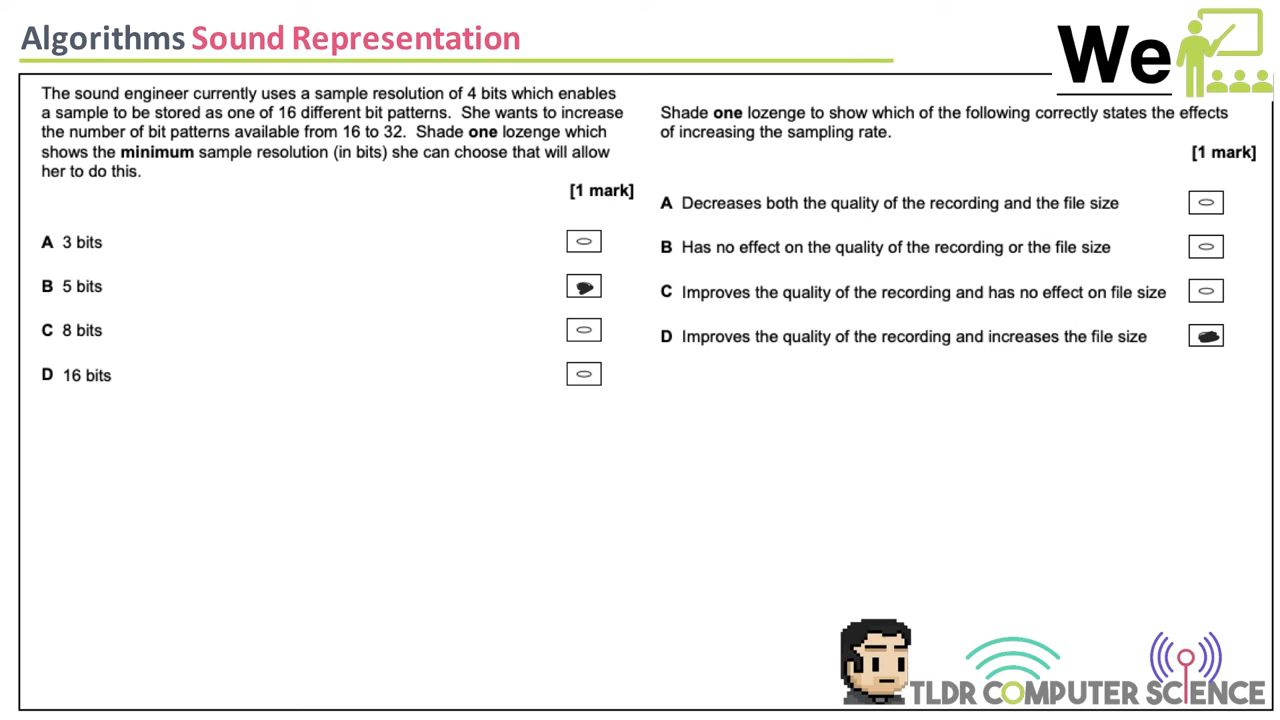 Algorithms Sound Representation
We
The sound engineer currently uses a sample resolution of 4 bits which enables
a sample to be stored as one of 16 different bit patterns. She wants to increase
the number of bit patterns available from 16 to 32. Shade one lozenge which
shows the minimum sample resolution (in bits) she can choose that will allow
her to do this.
[1 mark]
A 3 bits
B 5 bits
C 8 bits
D 16 bits
Shade one lozenge to show which of the following correctly states the effects
of increasing the sampling rate.
[1 mark]
A Decreases both the quality of the recording and the file size
B Has no effect on the quality of the recording or the file size
C Improves the quality of the recording and has no effect on file size
D Improves the quality of the recording and increases the file size
TLDR COMPUTER SCIENCE